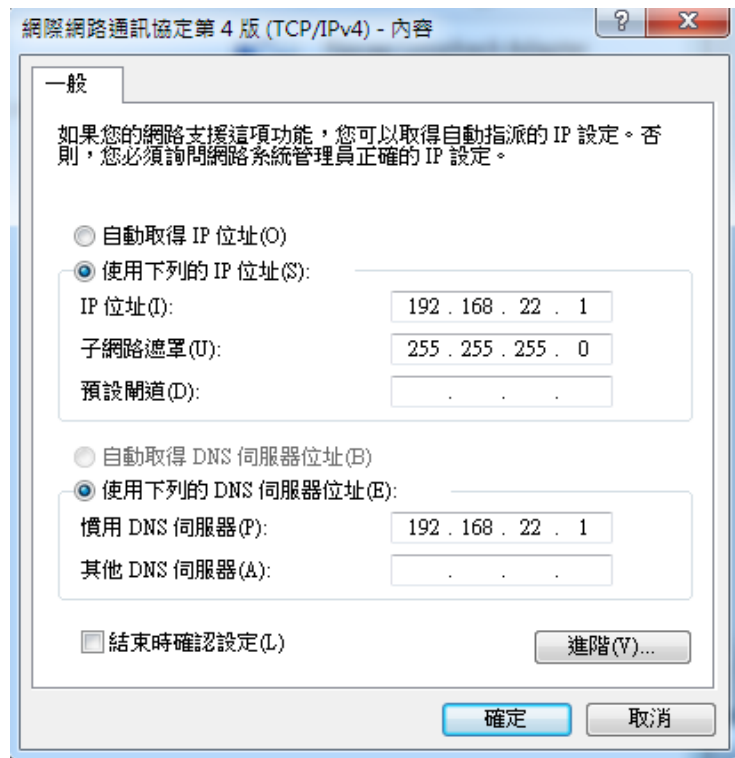 網際網路通訊協定第 4 版 (TCP/IPv4) - 內容
一般
如果您的網路支援這項功能，您可以取得自動指派的 IP 設定。否
則，您必須詢問網路系統管理員正確的 IP 設定。
自動取得 IP 位址(O)
使用下列的 IP 位址(S):
IP 位址(I): 192 . 168 . 22 . 1
子網路遮罩(U): 255 . 255 . 255 . 0
預設閘道(D): . . .
自動取得 DNS 伺服器位址(B)
使用下列的 DNS 伺服器位址(E):
慣用 DNS 伺服器(P): 192 . 168 . 22 . 1
其他 DNS 伺服器(A): . . .
結束時確認設定(L)
進階(V)...
確定 取消